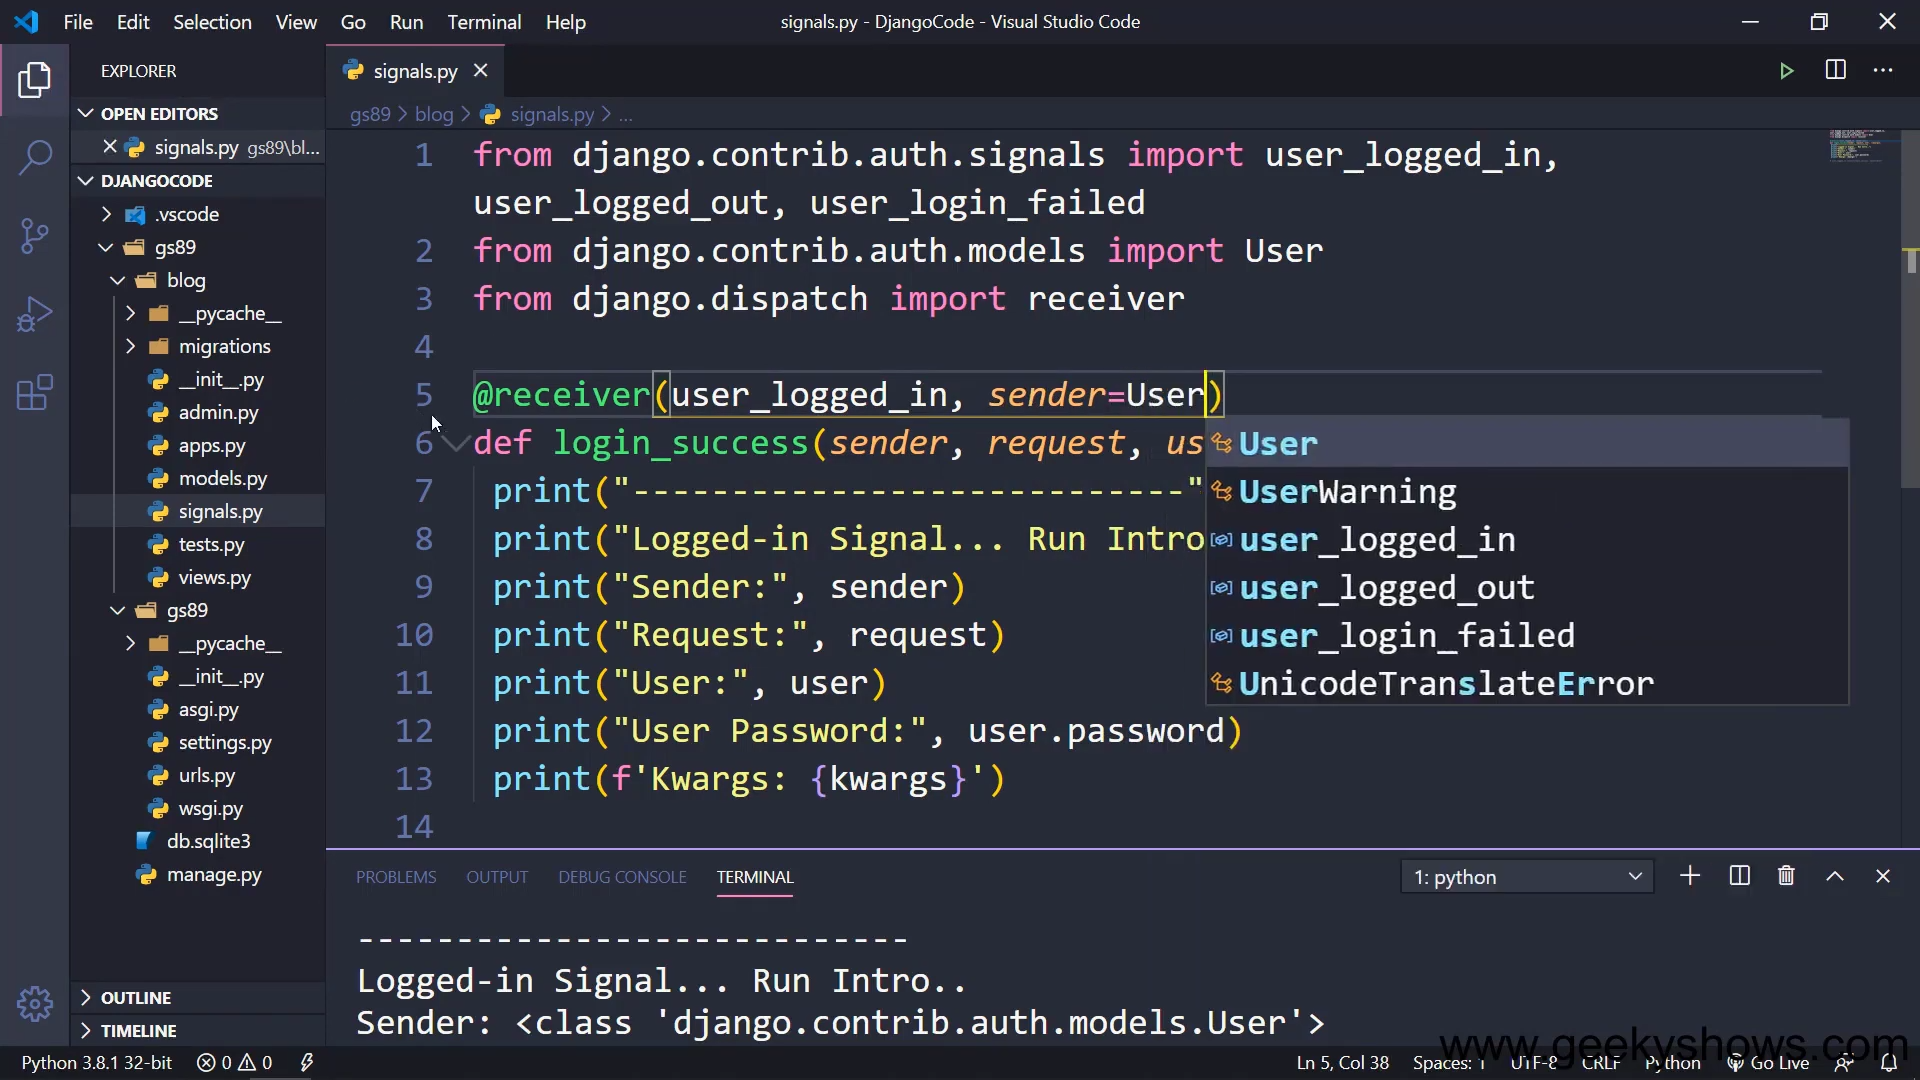 File Edit Selection View Go Run Terminal Help signals.py - DjangoCode - Visual Studio Code
EXPLORER
signals.py
OPEN EDITORS
signals.py gs89\bl...
DJANGOCODE
.vscode
gs89
blog
__pycache__
migrations
__init__.py
admin.py
apps.py
models.py
signals.py
tests.py
views.py
gs89
__pycache__
__init__.py
asgi.py
settings.py
urls.py
wsgi.py
db.sqlite3
manage.py
OUTLINE
TIMELINE
gs89 > blog > signals.py > ...
1 from django.contrib.auth.signals import user_logged_in,
user_logged_out, user_login_failed
2 from django.contrib.auth.models import User
3 from django.dispatch import receiver
4
5 @receiver(user_logged_in, sender=User)
6 def login_success(sender, request, us
7 print("----------------------------"
8 print("Logged-in Signal... Run Intro
9 print("Sender:", sender)
10 print("Request:", request)
11 print("User:", user)
12 print("User Password:", user.password)
13 print(f'Kwargs: {kwargs}')
14
User
UserWarning
user_logged_in
user_logged_out
user_login_failed
UnicodeTranslateError
PROBLEMS OUTPUT DEBUG CONSOLE TERMINAL 1: python
----------------------------
Logged-in Signal... Run Intro..
Sender: <class 'django.contrib.auth.models.User'>
www.geekyshows.com
Python 3.8.1 32-bit 0 0 Ln 5, Col 38 Spaces: 1 UTF-8 CRLF Python Go Live